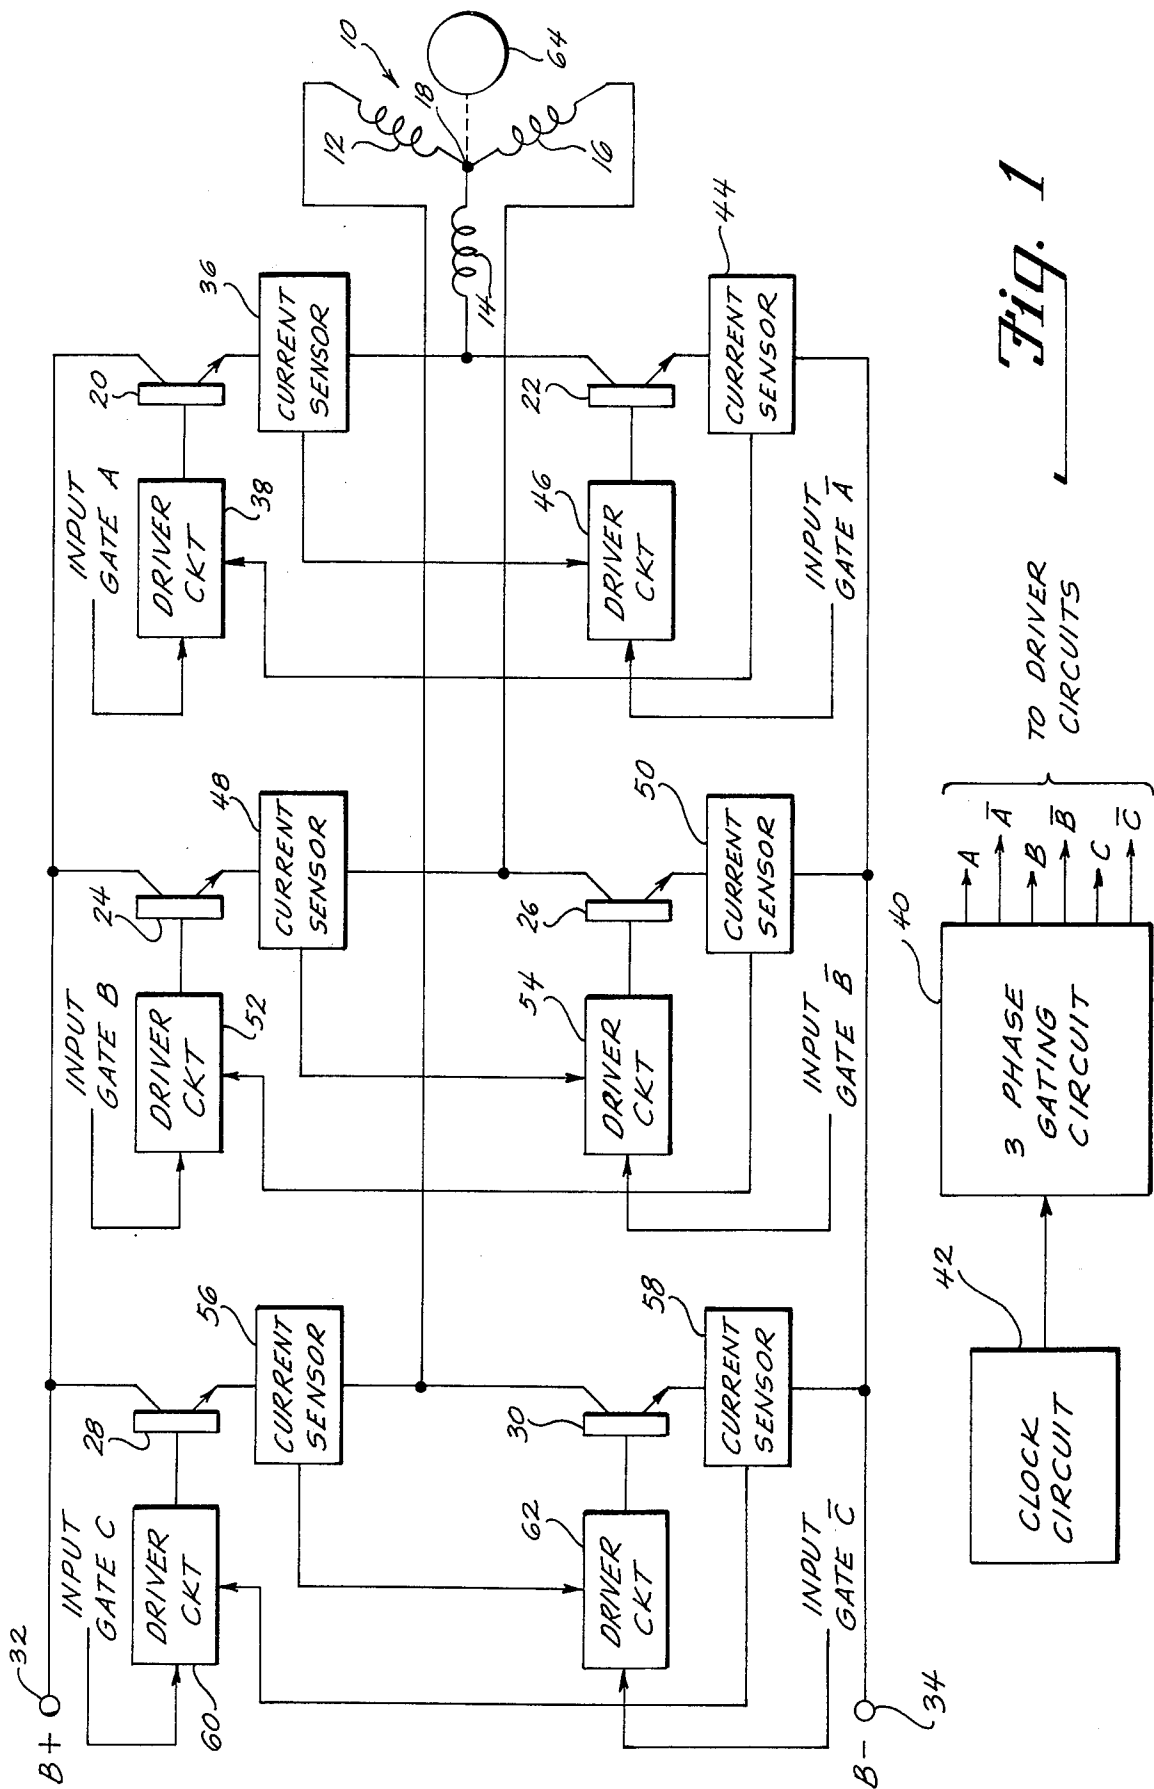 B+
32
INPUT
GATE C
28
60
DRIVER
CKT
56
CURRENT
SENSOR
INPUT
GATE B
24
52
DRIVER
CKT
48
CURRENT
SENSOR
INPUT
GATE A
20
38
DRIVER
CKT
36
CURRENT
SENSOR
10
12
18
64
14
16
62
DRIVER
CKT
30
58
CURRENT
SENSOR
INPUT
GATE C̅
54
DRIVER
CKT
26
50
CURRENT
SENSOR
INPUT
GATE B̅
46
DRIVER
CKT
22
44
CURRENT
SENSOR
INPUT
GATE A̅
B-
34
42
CLOCK
CIRCUIT
40
3 PHASE
GATING
CIRCUIT
A
A̅
B
B̅
C
C̅
TO DRIVER
CIRCUITS
Fig. 1